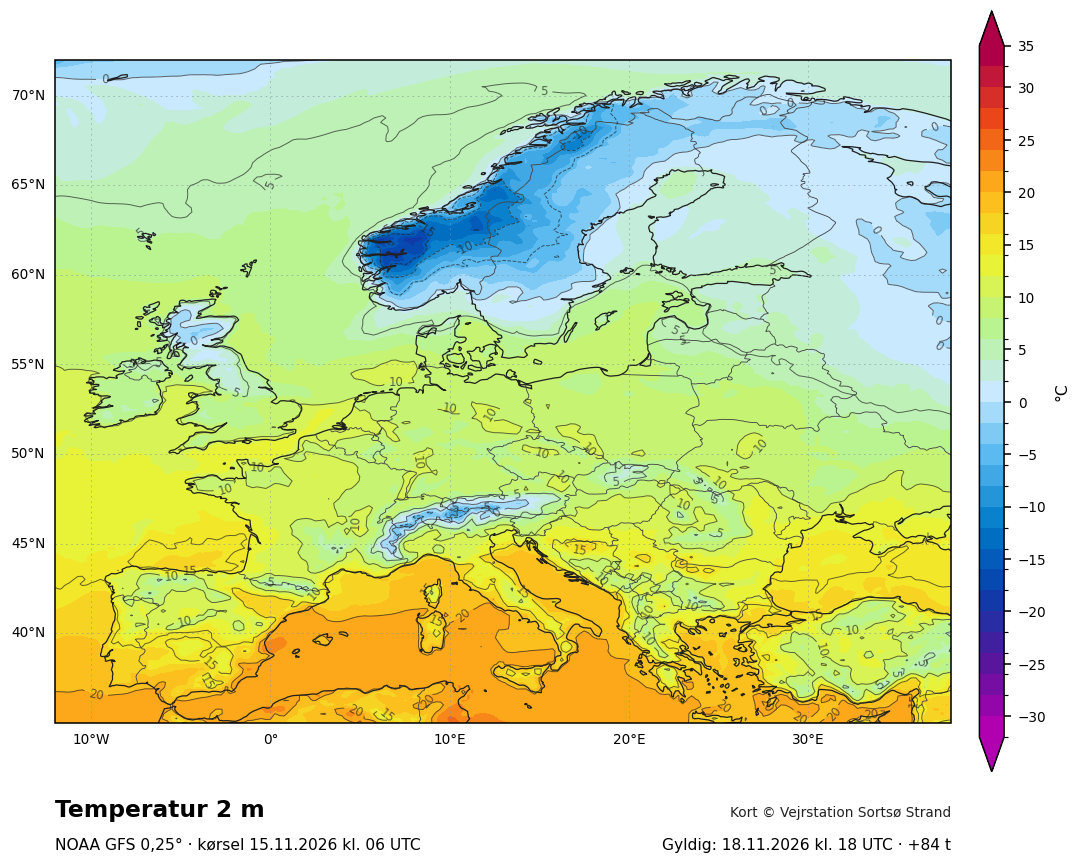 35
30
25
20
15
10
5
0
−5
−10
−15
−20
−25
−30
°C
70°N
65°N
60°N
55°N
50°N
45°N
40°N
10°W 0° 10°E 20°E 30°E
Temperatur 2 m
Kort © Vejrstation Sortsø Strand
NOAA GFS 0,25° · kørsel 15.11.2026 kl. 06 UTC
Gyldig: 18.11.2026 kl. 18 UTC · +84 t